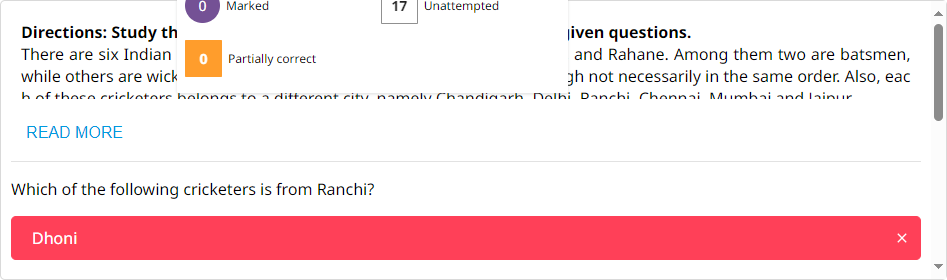 0 Marked 17 Unattempted
Directions: Study th given questions.
There are six Indian and Rahane. Among them two are batsmen,
0 Partially correct
while others are wick gh not necessarily in the same order. Also, eac
h of these cricketers belongs to a different city, namely Chandigarh, Delhi, Ranchi, Chennai, Mumbai and Jaipur.
READ MORE
Which of the following cricketers is from Ranchi?
Dhoni ×